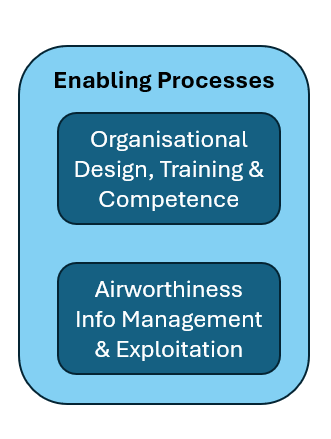 Enabling Processes
Organisational
Design, Training &
Competence
Airworthiness
Info Management
& Exploitation